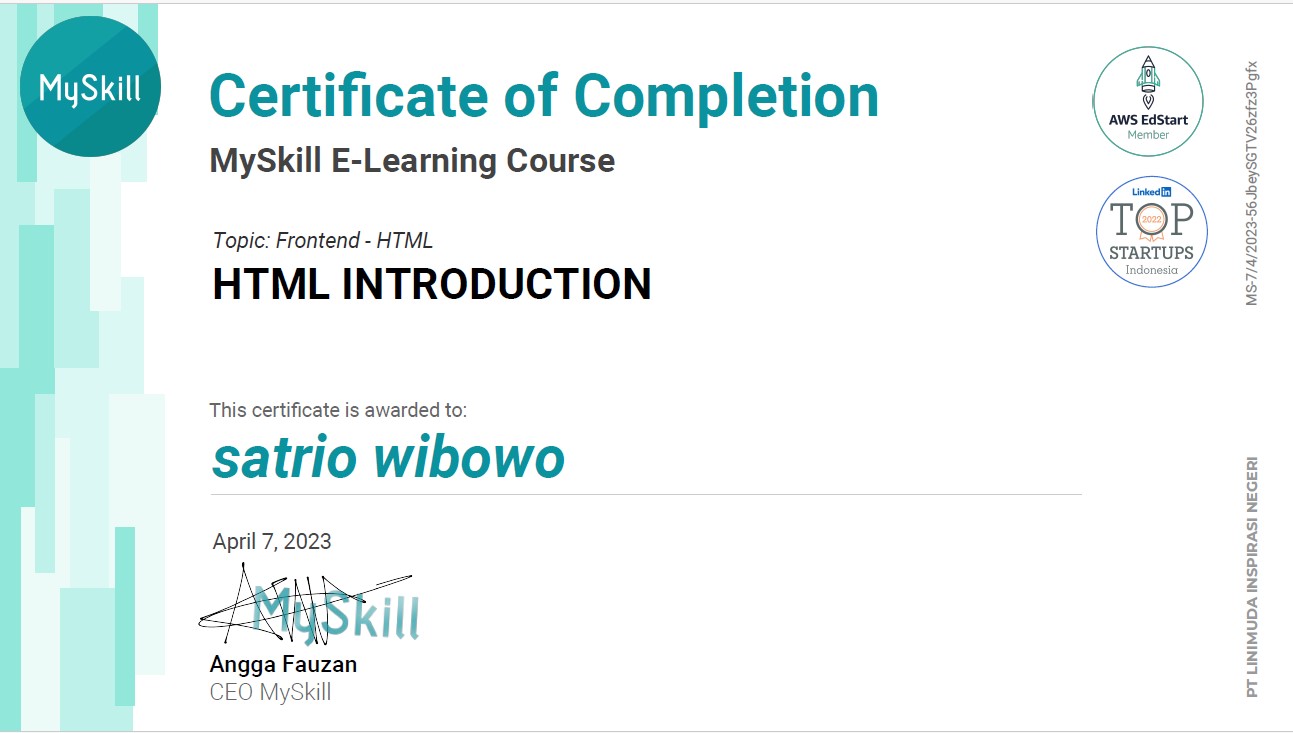 MySkill
Certificate of Completion
MySkill E-Learning Course
Topic: Frontend - HTML
HTML INTRODUCTION
This certificate is awarded to:
satrio wibowo
April 7, 2023
MySkill
Angga Fauzan
CEO MySkill
AWS EdStart
Member
Linkedin
TOP
2022
STARTUPS
Indonesia
MS-7/4/2023-56JbeySGTV26zfz3Pgfx
PT LINIMUDA INSPIRASI NEGERI